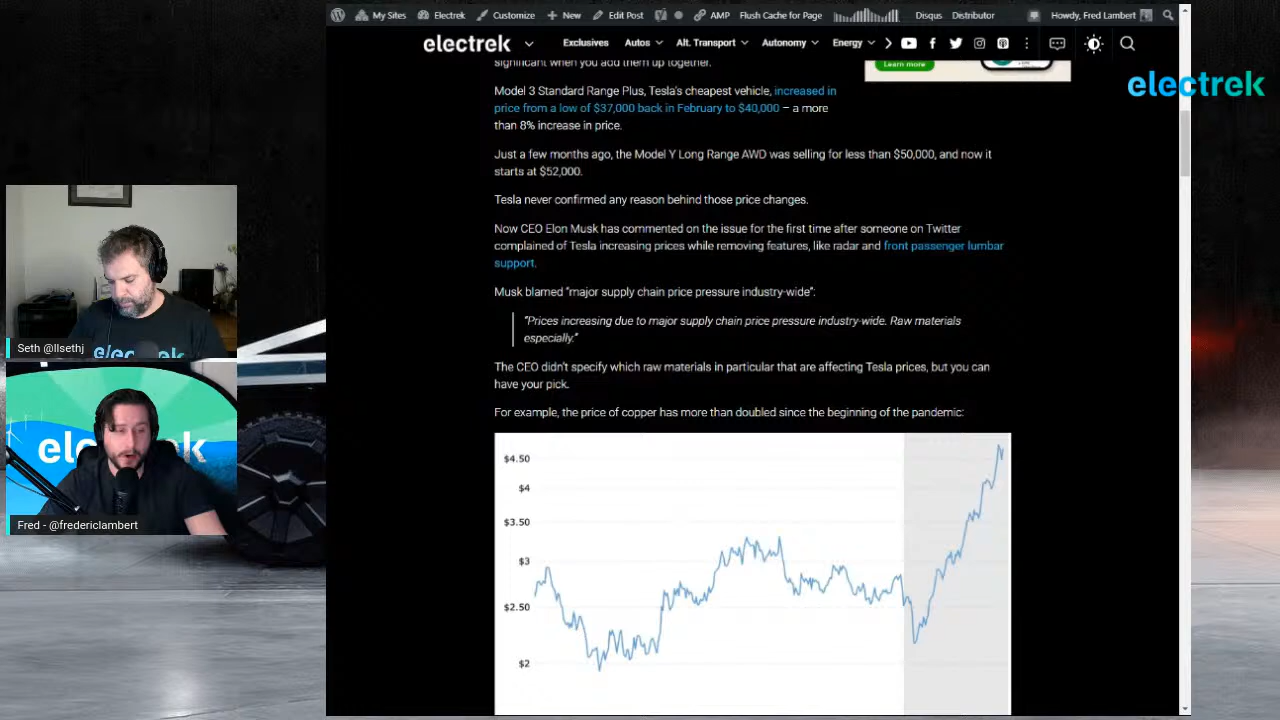 My Sites
Electrek
Customize
New
Edit Post
AMP
Flush Cache for Page
Disqus
Distributor
Howdy, Fred Lambert
electrek
Exclusives
Autos
Alt. Transport
Autonomy
Energy
electrek
significant when you add them up together.
Learn more
Model 3 Standard Range Plus, Tesla's cheapest vehicle, increased in
price from a low of $37,000 back in February to $40,000 – a more
than 8% increase in price.
Just a few months ago, the Model Y Long Range AWD was selling for less than $50,000, and now it
starts at $52,000.
Tesla never confirmed any reason behind those price changes.
Now CEO Elon Musk has commented on the issue for the first time after someone on Twitter
complained of Tesla increasing prices while removing features, like radar and front passenger lumbar
support.
Musk blamed "major supply chain price pressure industry-wide":
"Prices increasing due to major supply chain price pressure industry-wide. Raw materials
especially."
The CEO didn't specify which raw materials in particular that are affecting Tesla prices, but you can
have your pick.
For example, the price of copper has more than doubled since the beginning of the pandemic:
$4.50
$4
$3.50
$3
$2.50
$2
Seth @llsethj
Fred - @fredericlambert